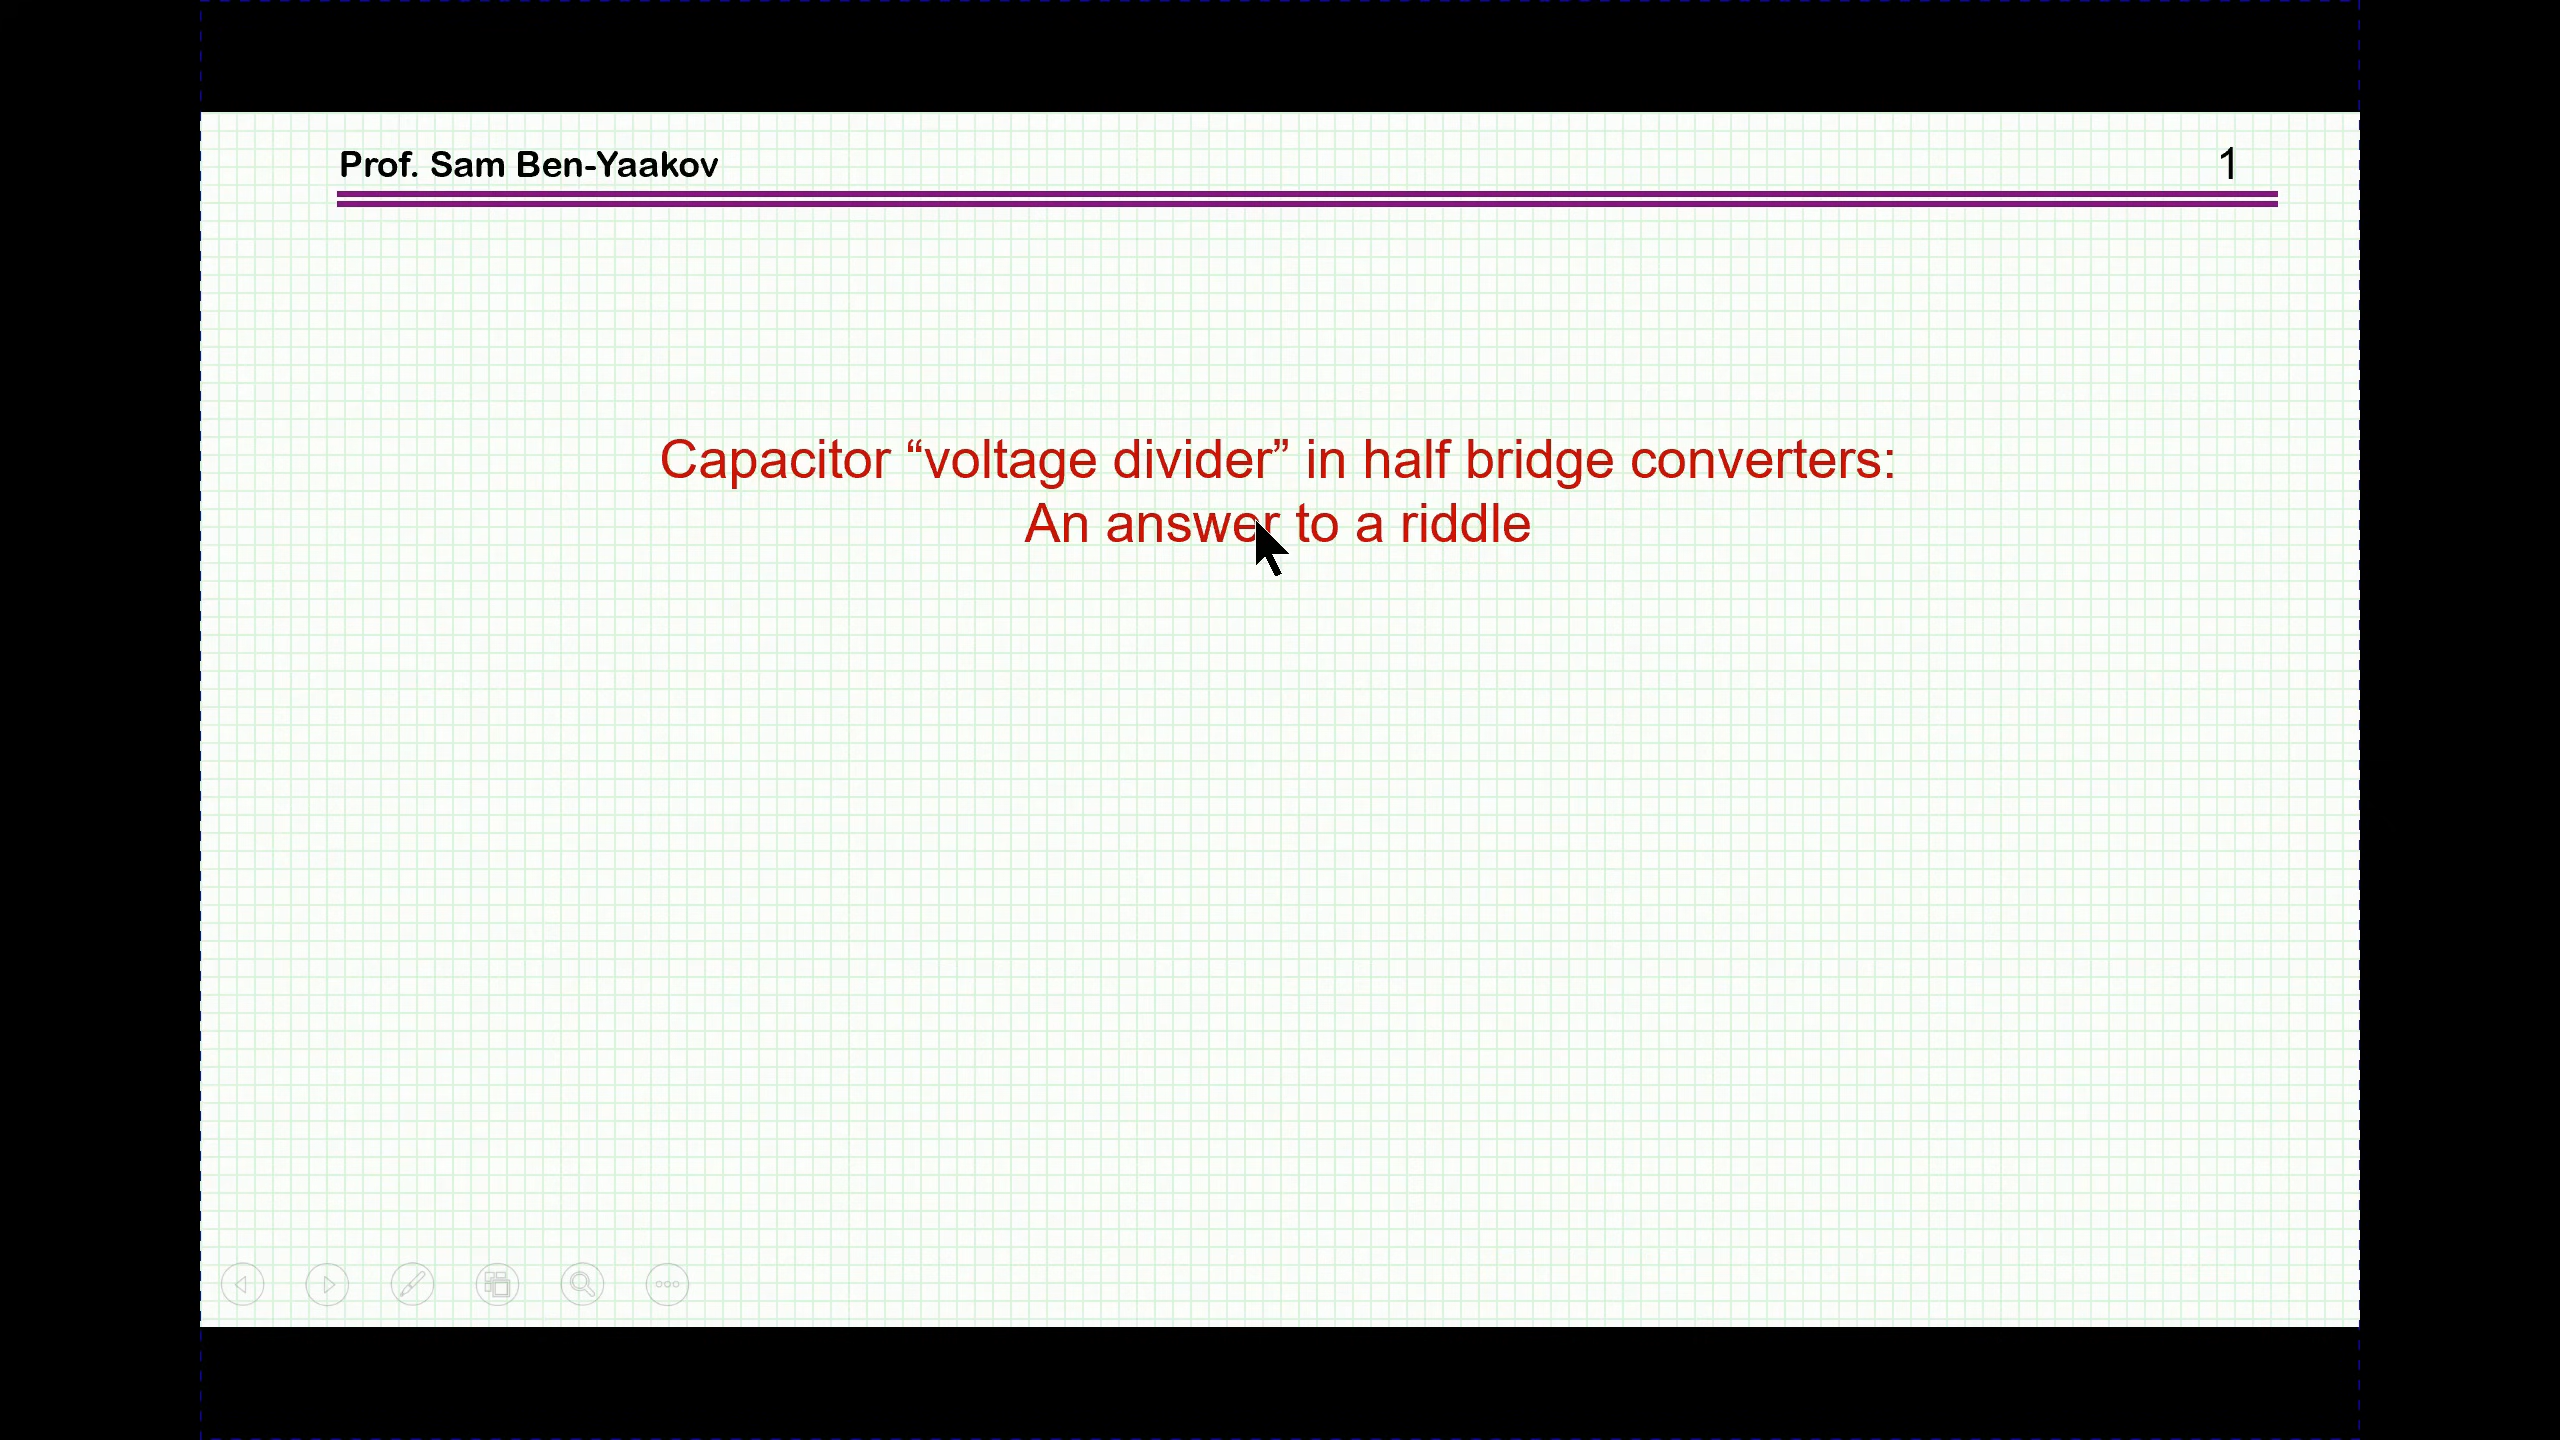 Prof. Sam Ben-Yaakov
1
Capacitor “voltage divider” in half bridge converters:
An answer to a riddle